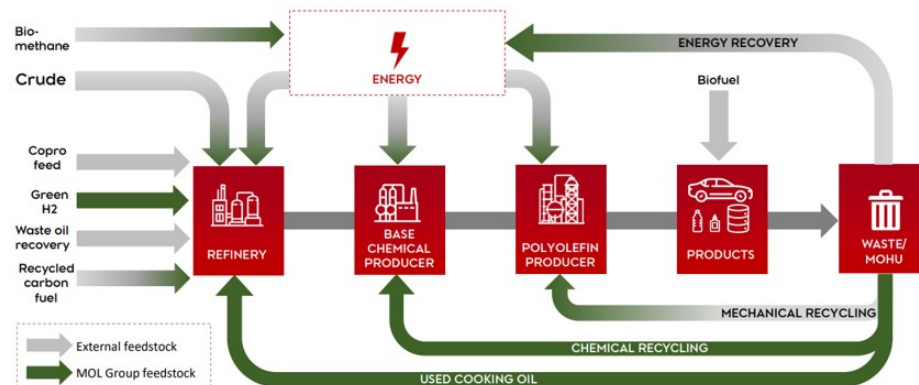 Bio-
methane
Crude
Copro
feed
Green
H2
Waste oil
recovery
Recycled
carbon
fuel
ENERGY
ENERGY RECOVERY
Biofuel
REFINERY
BASE
CHEMICAL
PRODUCER
POLYOLEFIN
PRODUCER
PRODUCTS
WASTE/
MOHU
MECHANICAL RECYCLING
CHEMICAL RECYCLING
USED COOKING OIL
External feedstock
MOL Group feedstock